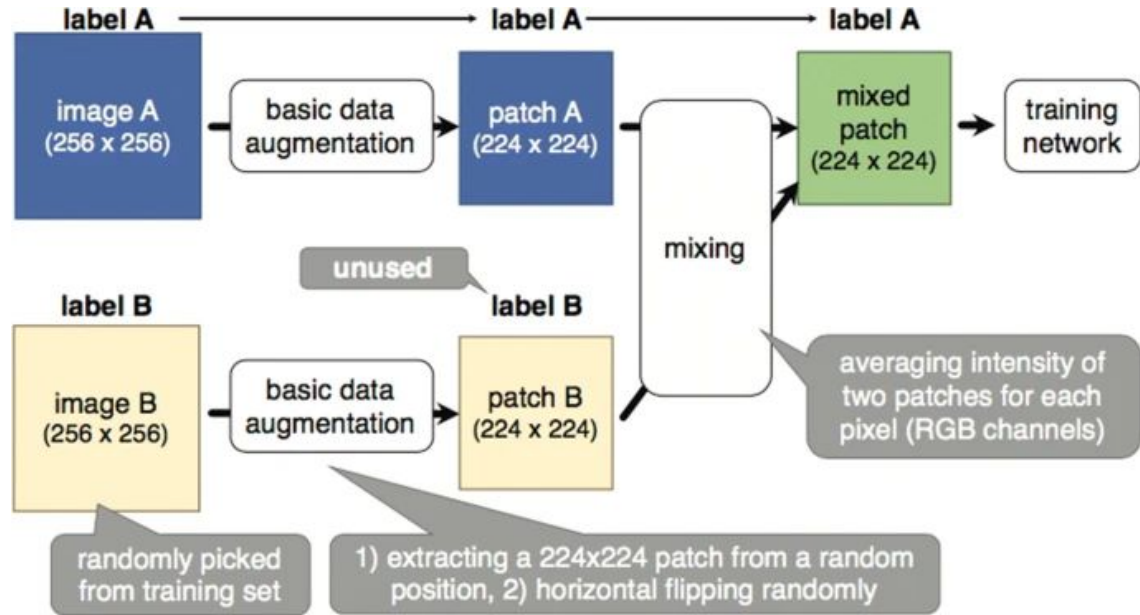 label A
label A
label A
image A
(256 x 256)
basic data
augmentation
patch A
(224 x 224)
mixed
patch
(224 x 224)
training
network
mixing
unused
label B
label B
image B
(256 x 256)
basic data
augmentation
patch B
(224 x 224)
averaging intensity of
two patches for each
pixel (RGB channels)
randomly picked
from training set
1) extracting a 224x224 patch from a random
position, 2) horizontal flipping randomly